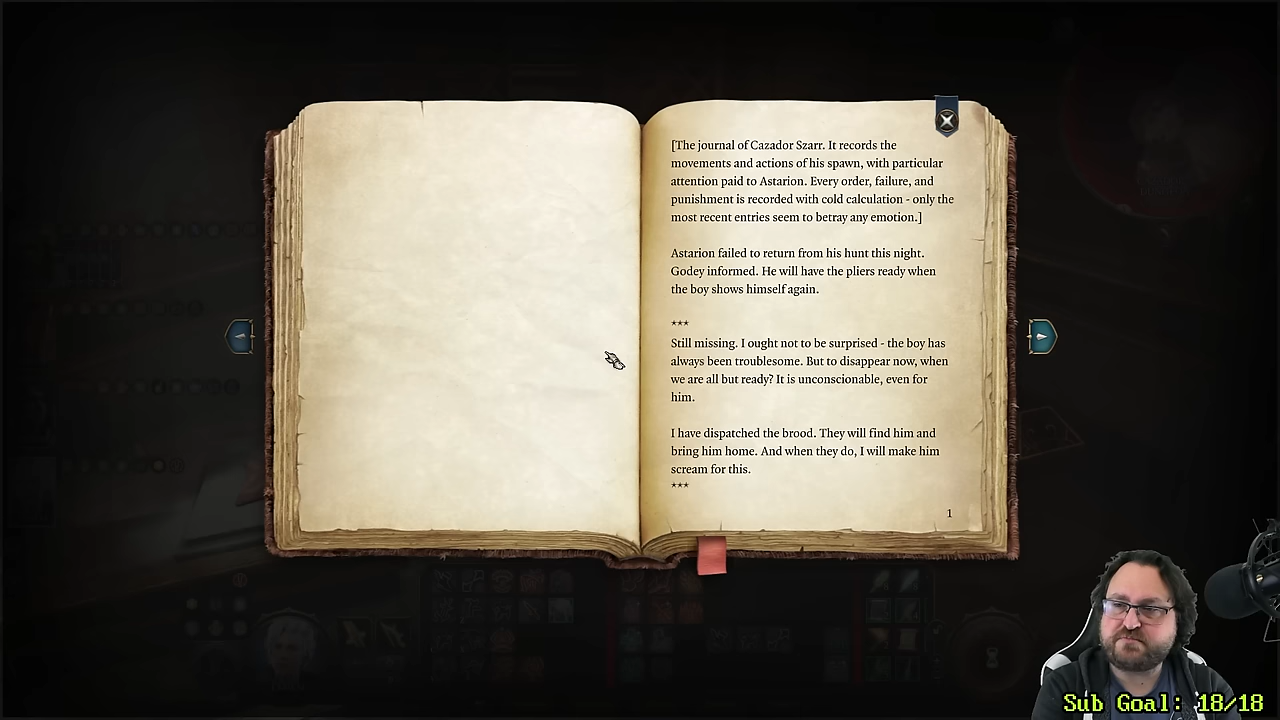 [The journal of Cazador Szarr. It records the
movements and actions of his spawn, with particular
attention paid to Astarion. Every order, failure, and
punishment is recorded with cold calculation - only the
most recent entries seem to betray any emotion.]
Astarion failed to return from his hunt this night.
Godey informed. He will have the pliers ready when
the boy shows himself again.
***
Still missing. I ought not to be surprised - the boy has
always been troublesome. But to disappear now, when
we are all but ready? It is unconscionable, even for
him.
I have dispatched the brood. They will find him and
bring him home. And when they do, I will make him
scream for this.
***
1
Sub Goal: 18/18